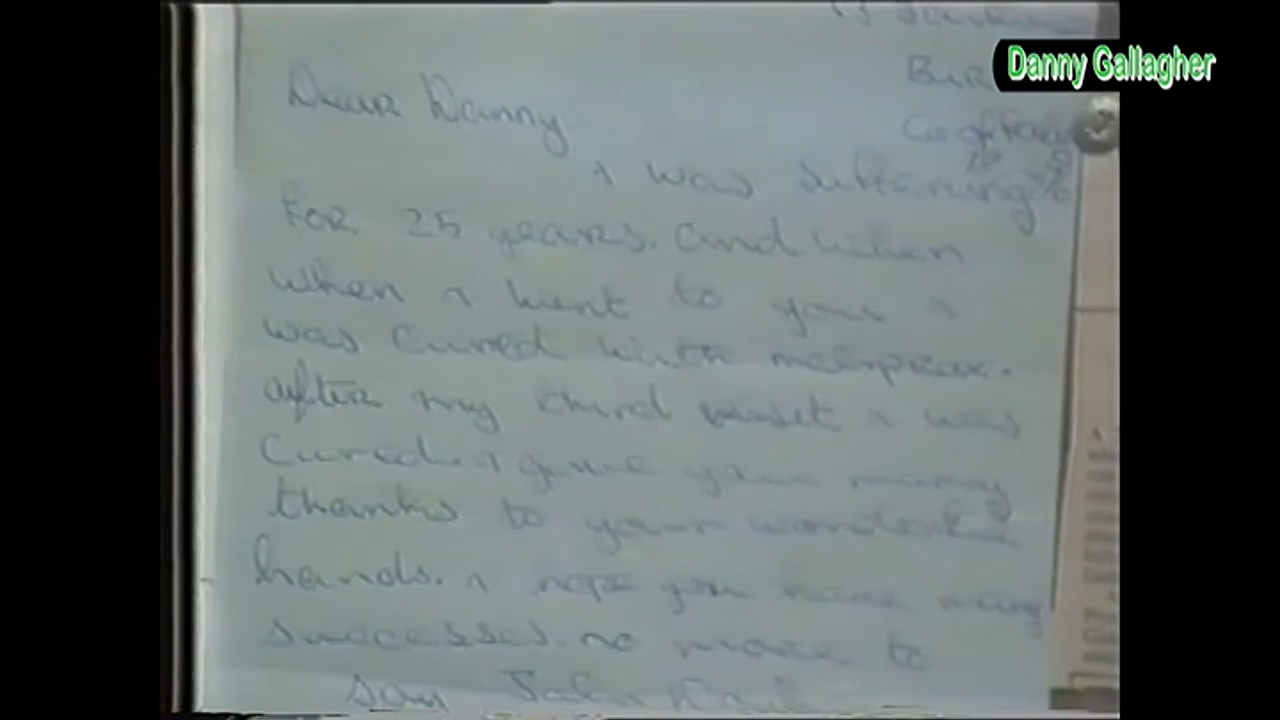 Danny Gallagher
Dear Danny
I was suffering
For 25 years. and when
when I went to you I
was cured with
after my third visit I was
Cured. I give you many
thanks to your
hands. I hope you have many
successes. no more to
say John